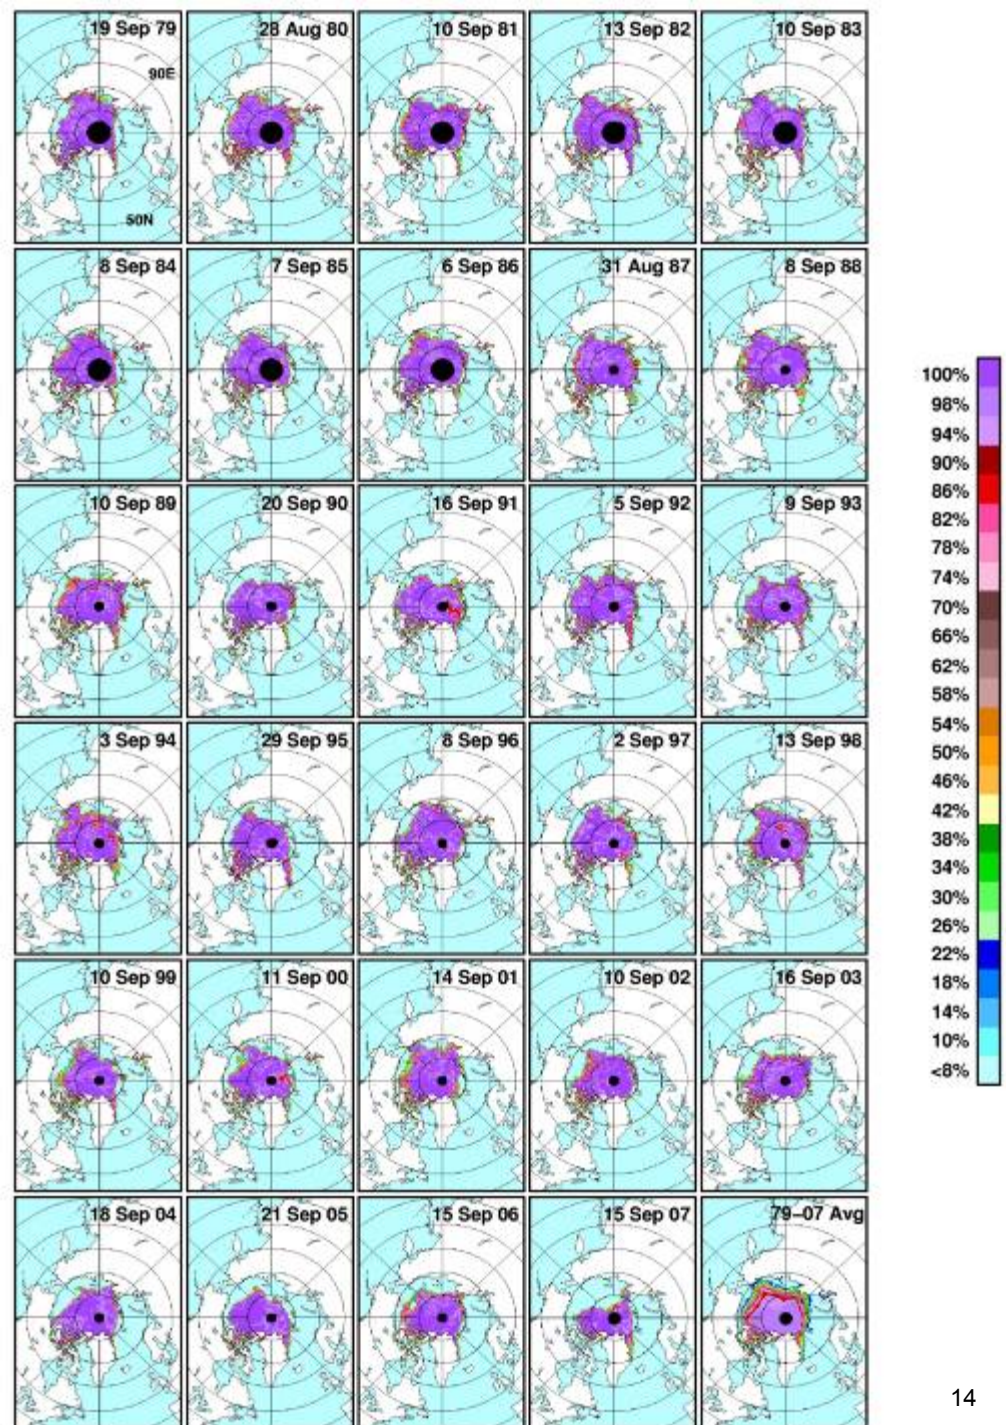 19 Sep 79
28 Aug 80
10 Sep 81
13 Sep 82
10 Sep 83
90E
50N
8 Sep 84
7 Sep 85
6 Sep 86
31 Aug 87
8 Sep 88
10 Sep 89
20 Sep 90
16 Sep 91
5 Sep 92
9 Sep 93
3 Sep 94
29 Sep 95
8 Sep 96
2 Sep 97
13 Sep 98
10 Sep 99
11 Sep 00
14 Sep 01
10 Sep 02
16 Sep 03
18 Sep 04
21 Sep 05
15 Sep 06
15 Sep 07
79–07 Avg
100%
98%
94%
90%
86%
82%
78%
74%
70%
66%
62%
58%
54%
50%
46%
42%
38%
34%
30%
26%
22%
18%
14%
10%
<8%
14